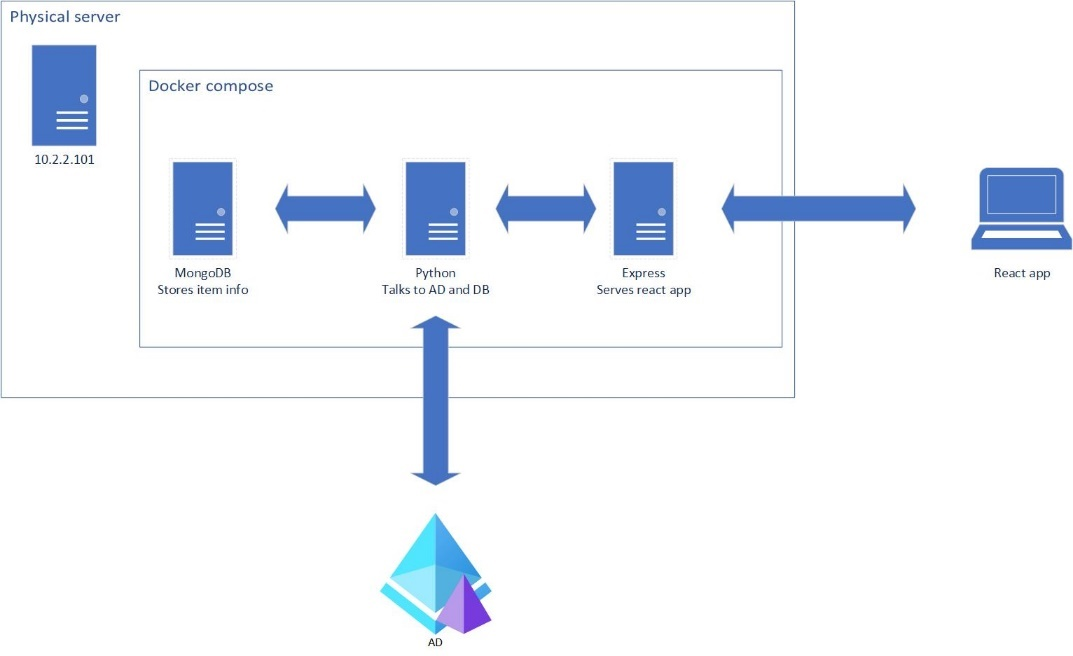 Physical server
10.2.2.101
Docker compose
MongoDB
Stores item info
Python
Talks to AD and DB
Express
Serves react app
React app
AD